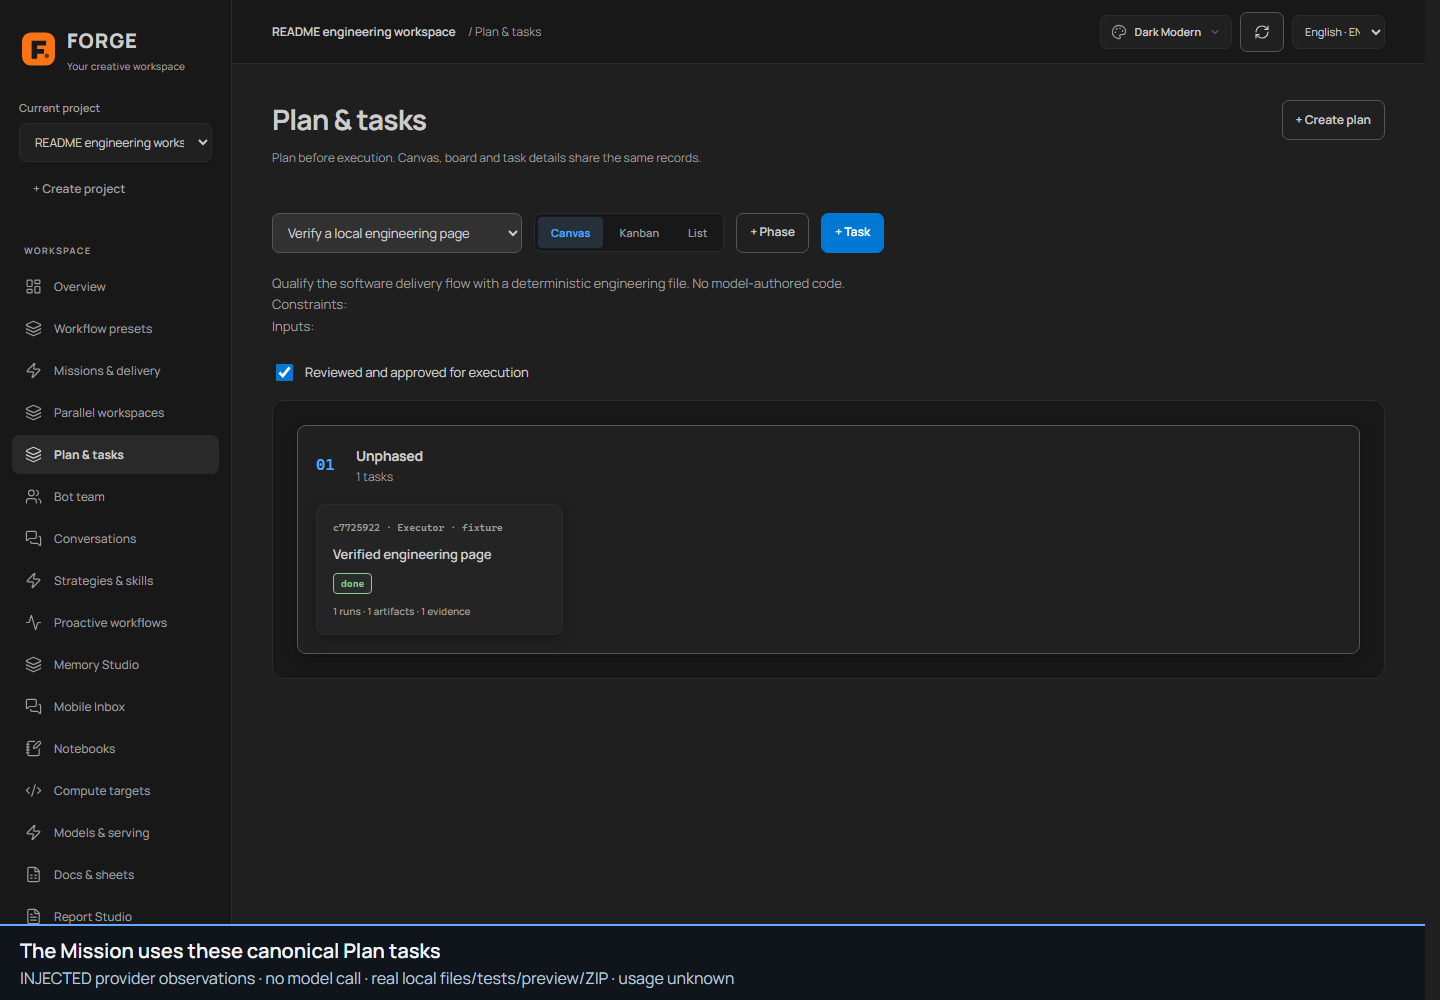 FORGE
Your creative workspace
Current project
README engineering works
+ Create project
WORKSPACE
Overview
Workflow presets
Missions & delivery
Parallel workspaces
Plan & tasks
Bot team
Conversations
Strategies & skills
Proactive workflows
Memory Studio
Mobile Inbox
Notebooks
Compute targets
Models & serving
Docs & sheets
Report Studio
README engineering workspace / Plan & tasks
Dark Modern
English · EN
Plan & tasks
+ Create plan
Plan before execution. Canvas, board and task details share the same records.
Verify a local engineering page
Canvas
Kanban
List
+ Phase
+ Task
Qualify the software delivery flow with a deterministic engineering file. No model-authored code.
Constraints:
Inputs:
Reviewed and approved for execution
01
Unphased
1 tasks
c7725922 · Executor · fixture
Verified engineering page
done
1 runs · 1 artifacts · 1 evidence
The Mission uses these canonical Plan tasks
INJECTED provider observations · no model call · real local files/tests/preview/ZIP · usage unknown